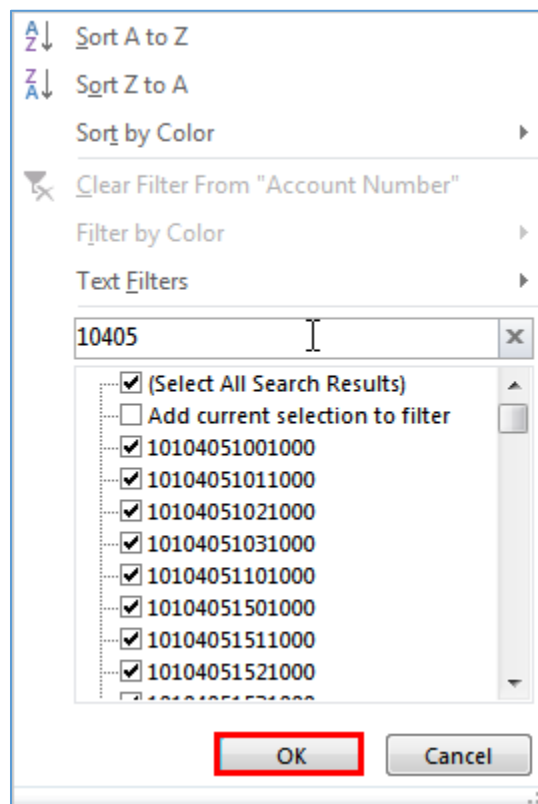 Sort A to Z
Sort Z to A
Sort by Color
Clear Filter From "Account Number"
Filter by Color
Text Filters
10405
(Select All Search Results)
Add current selection to filter
10104051001000
10104051011000
10104051021000
10104051031000
10104051101000
10104051501000
10104051511000
10104051521000
OK Cancel